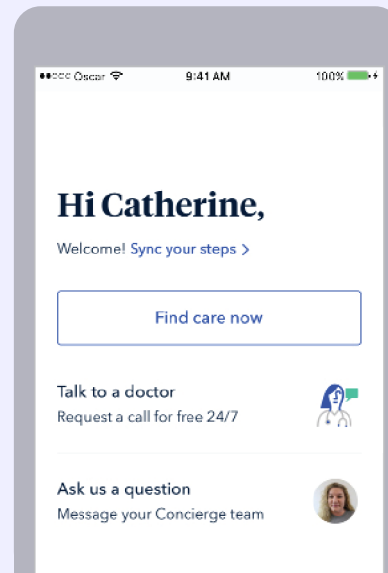 Oscar 9:41 AM 100%
Hi Catherine,
Welcome! Sync your steps >
Find care now
Talk to a doctor
Request a call for free 24/7
Ask us a question
Message your Concierge team